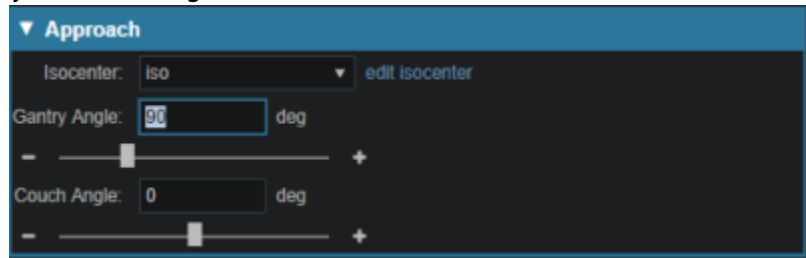 ▼ Approach
Isocenter: iso ▼ edit isocenter
Gantry Angle: 90 deg
- +
Couch Angle: 0 deg
- +